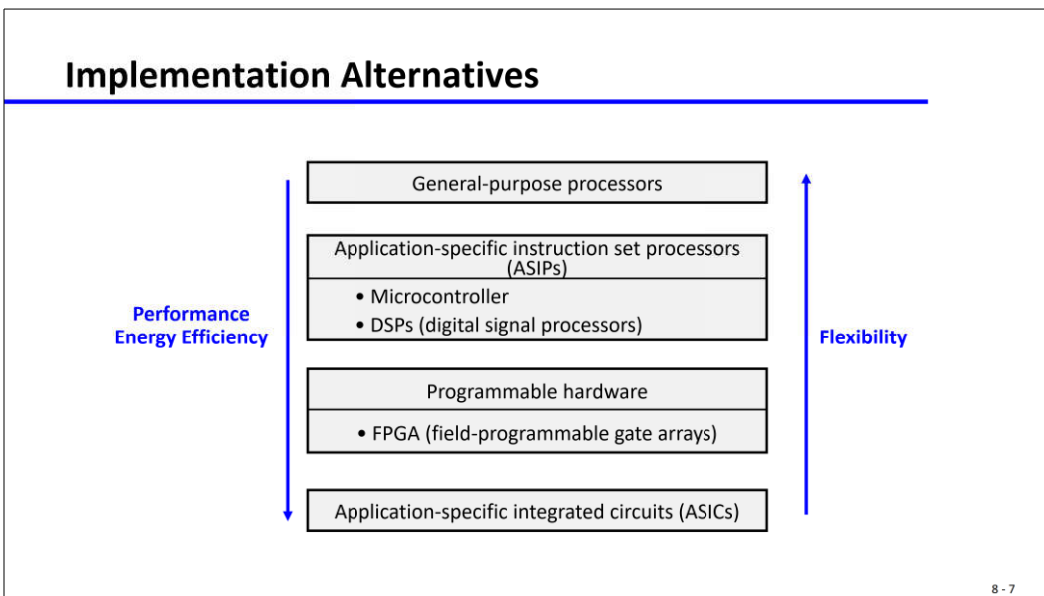 Implementation Alternatives
General-purpose processors
Application-specific instruction set processors
(ASIPs)
• Microcontroller
• DSPs (digital signal processors)
Performance
Energy Efficiency
Flexibility
Programmable hardware
• FPGA (field-programmable gate arrays)
Application-specific integrated circuits (ASICs)
8 - 7